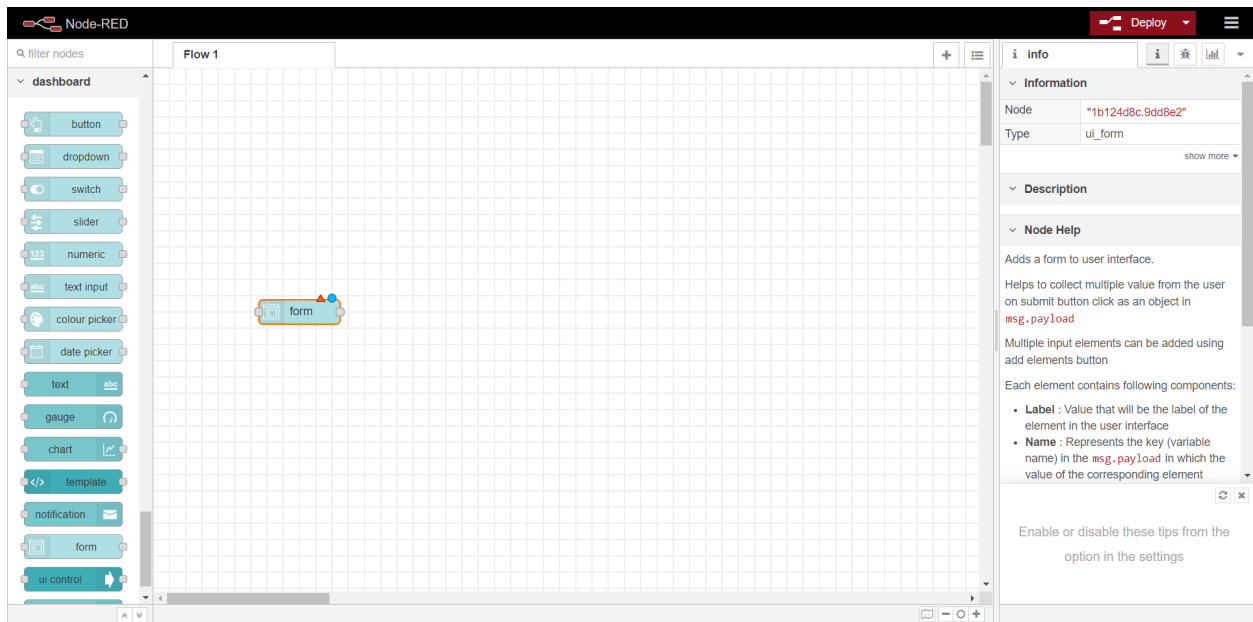 Node-RED
Deploy
filter nodes
Flow 1
i info
i
dashboard
button
dropdown
switch
slider
123 numeric
abc text input
colour picker
date picker
text abc
gauge
chart
</> template
notification
form
ui control
form
Information
Node "1b124d8c.9dd8e2"
Type ui_form
show more
Description
Node Help
Adds a form to user interface.
Helps to collect multiple value from the user
on submit button click as an object in
msg.payload
Multiple input elements can be added using
add elements button
Each element contains following components:
• Label : Value that will be the label of the
element in the user interface
• Name : Represents the key (variable
name) in the msg.payload in which the
value of the corresponding element
Enable or disable these tips from the
option in the settings